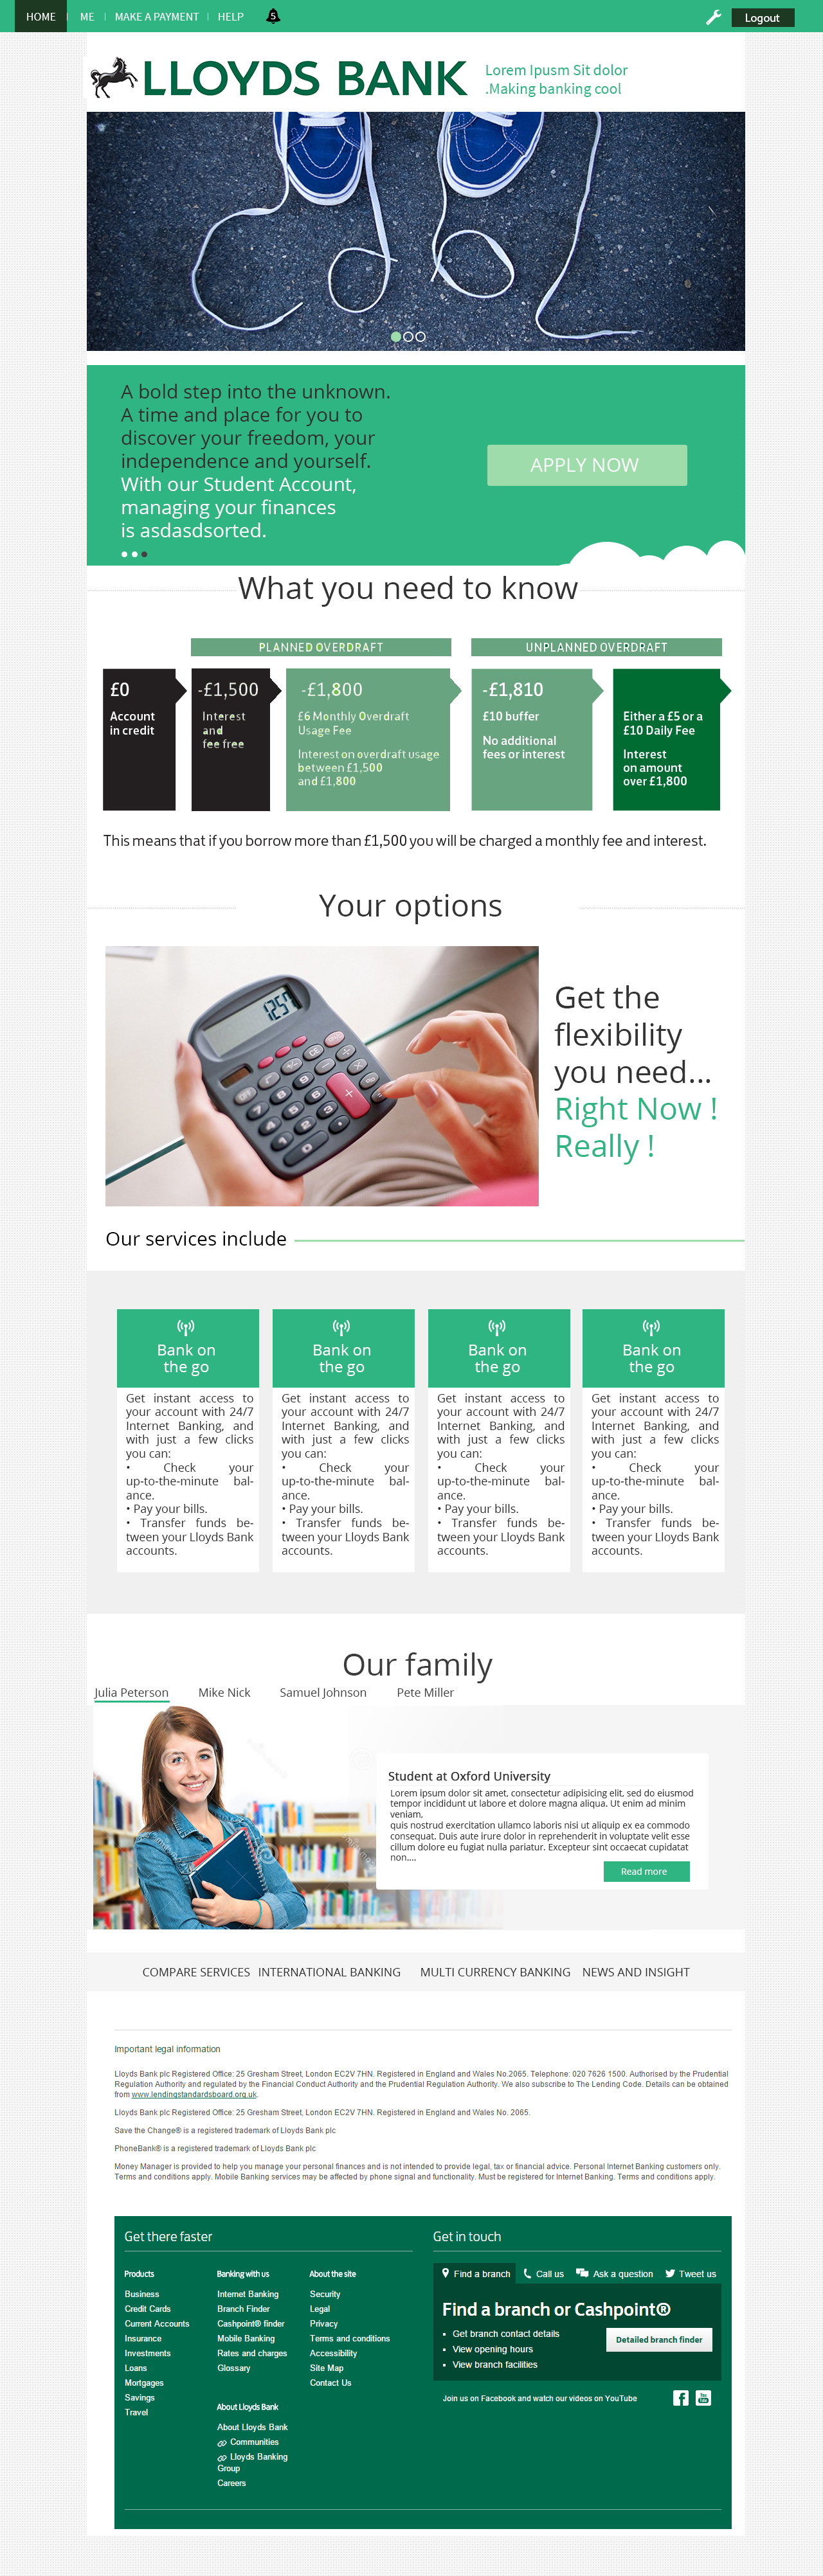 HOME
ME
MAKE A PAYMENT
HELP
5
Logout
LLOYDS BANK
Lorem Ipusm Sit dolor
.Making banking cool
A bold step into the unknown.
A time and place for you to
discover your freedom, your
independence and yourself.
With our Student Account,
managing your finances
is asdasdsorted.
APPLY NOW
What you need to know
PLANNED OVERDRAFT
UNPLANNED OVERDRAFT
£0
Account
in credit
-£1,500
Interest
and
fee free
-£1,800
£6 Monthly Overdraft
Usage Fee
Interest on overdraft usage
between £1,500
and £1,800
-£1,810
£10 buffer
No additional
fees or interest
Either a £5 or a
£10 Daily Fee
Interest
on amount
over £1,800
This means that if you borrow more than £1,500 you will be charged a monthly fee and interest.
Your options
Get the
flexibility
you need...
Right Now !
Really !
Our services include
Bank on
the go
Get instant access to
your account with 24/7
Internet Banking, and
with just a few clicks
you can:
• Check your
up-to-the-minute bal-
ance.
• Pay your bills.
• Transfer funds be-
tween your Lloyds Bank
accounts.
Bank on
the go
Get instant access to
your account with 24/7
Internet Banking, and
with just a few clicks
you can:
• Check your
up-to-the-minute bal-
ance.
• Pay your bills.
• Transfer funds be-
tween your Lloyds Bank
accounts.
Bank on
the go
Get instant access to
your account with 24/7
Internet Banking, and
with just a few clicks
you can:
• Check your
up-to-the-minute bal-
ance.
• Pay your bills.
• Transfer funds be-
tween your Lloyds Bank
accounts.
Bank on
the go
Get instant access to
your account with 24/7
Internet Banking, and
with just a few clicks
you can:
• Check your
up-to-the-minute bal-
ance.
• Pay your bills.
• Transfer funds be-
tween your Lloyds Bank
accounts.
Our family
Julia Peterson
Mike Nick
Samuel Johnson
Pete Miller
Student at Oxford University
Lorem ipsum dolor sit amet, consectetur adipisicing elit, sed do eiusmod
tempor incididunt ut labore et dolore magna aliqua. Ut enim ad minim
veniam,
quis nostrud exercitation ullamco laboris nisi ut aliquip ex ea commodo
consequat. Duis aute irure dolor in reprehenderit in voluptate velit esse
cillum dolore eu fugiat nulla pariatur. Excepteur sint occaecat cupidatat
non....
Read more
COMPARE SERVICES
INTERNATIONAL BANKING
MULTI CURRENCY BANKING
NEWS AND INSIGHT
Important legal information
Lloyds Bank plc Registered Office: 25 Gresham Street, London EC2V 7HN. Registered in England and Wales No.2065. Telephone: 020 7626 1500. Authorised by the Prudential
Regulation Authority and regulated by the Financial Conduct Authority and the Prudential Regulation Authority. We also subscribe to The Lending Code. Details can be obtained
from www.lendingstandardsboard.org.uk.
Lloyds Bank plc Registered Office: 25 Gresham Street, London EC2V 7HN. Registered in England and Wales No. 2065.
Save the Change® is a registered trademark of Lloyds Bank plc
PhoneBank® is a registered trademark of Lloyds Bank plc
Money Manager is provided to help you manage your personal finances and is not intended to provide legal, tax or financial advice. Personal Internet Banking customers only.
Terms and conditions apply. Mobile Banking services may be affected by phone signal and functionality. Must be registered for Internet Banking. Terms and conditions apply.
Get there faster
Products
Business
Credit Cards
Current Accounts
Insurance
Investments
Loans
Mortgages
Savings
Travel
Banking with us
Internet Banking
Branch Finder
Cashpoint® finder
Mobile Banking
Rates and charges
Glossary
About Lloyds Bank
About Lloyds Bank
Communities
Lloyds Banking
Group
Careers
About the site
Security
Legal
Privacy
Terms and conditions
Accessibility
Site Map
Contact Us
Get in touch
Find a branch
Call us
Ask a question
Tweet us
Find a branch or Cashpoint®
Get branch contact details
View opening hours
View branch facilities
Detailed branch finder
Join us on Facebook and watch our videos on YouTube